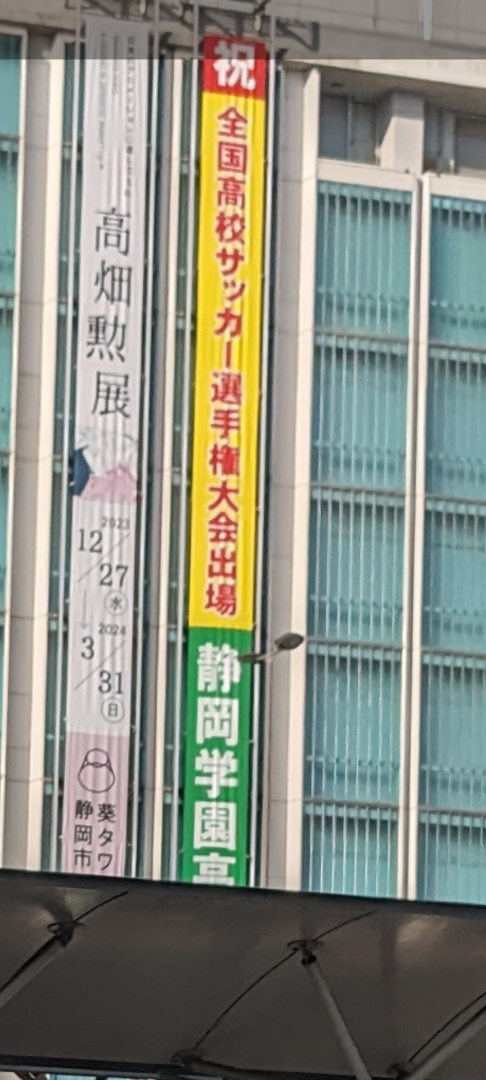 祝
全国高校サッカー選手権大会出場
静岡学園高
高畑勲展
2023
12/27(水)
2024
3/31(日)
葵タワ
静岡市